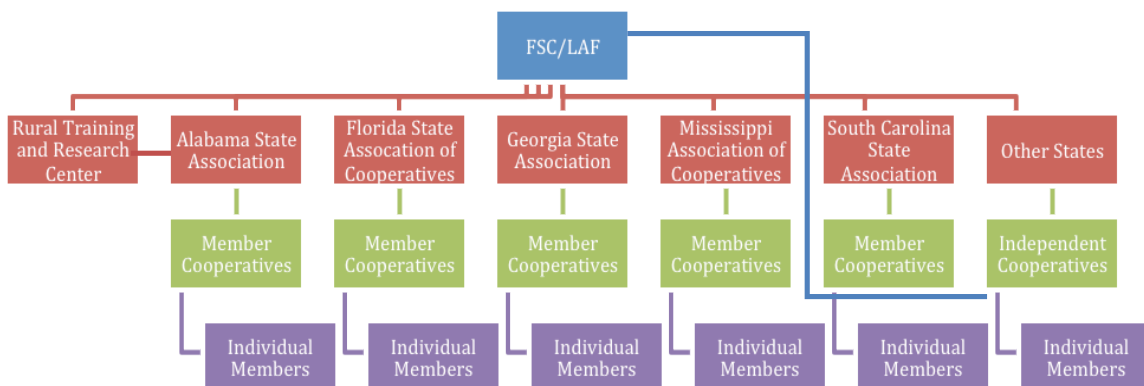 FSC/LAF
Rural Training
and Research
Center
Alabama State
Association
Florida State
Assocation of
Cooperatives
Georgia State
Association
Mississippi
Association of
Cooperatives
South Carolina
State
Association
Other States
Member
Cooperatives
Member
Cooperatives
Member
Cooperatives
Member
Cooperatives
Member
Cooperatives
Independent
Cooperatives
Individual
Members
Individual
Members
Individual
Members
Individual
Members
Individual
Members
Individual
Members